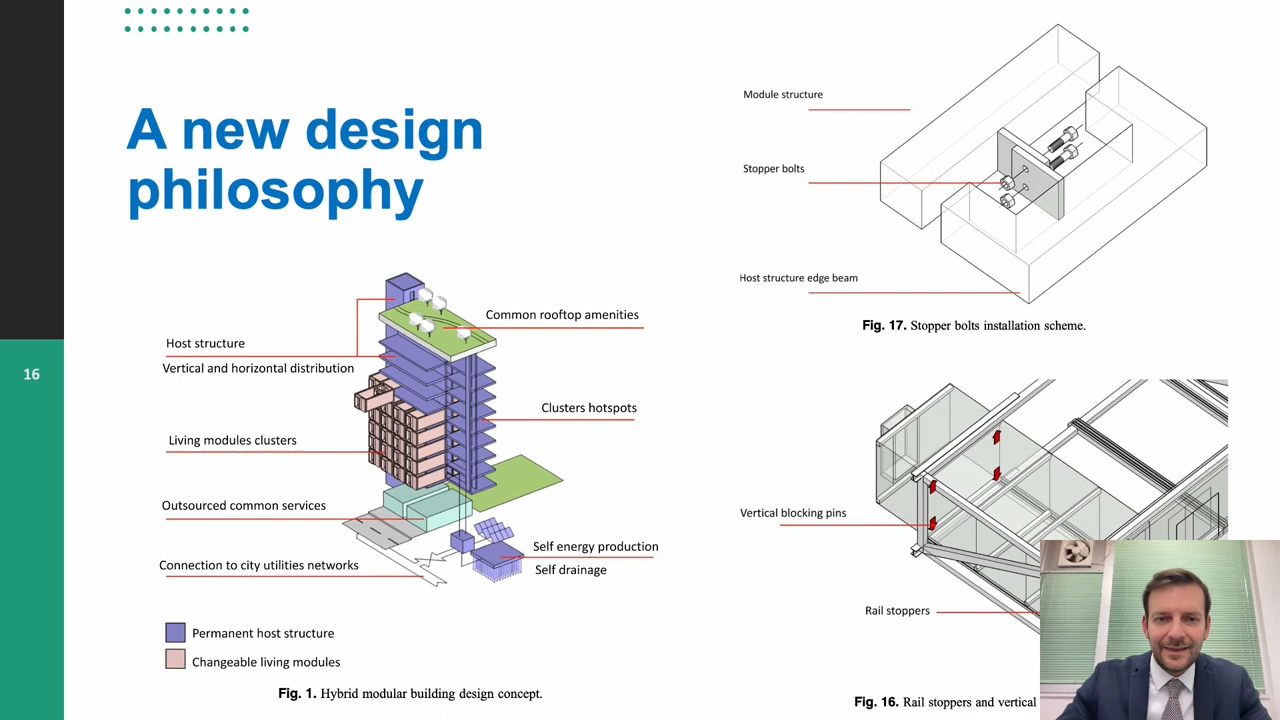 A new design
philosophy
16
Common rooftop amenities
Host structure
Vertical and horizontal distribution
Clusters hotspots
Living modules clusters
Outsourced common services
Self energy production
Connection to city utilities networks
Self drainage
Permanent host structure
Changeable living modules
Fig. 1. Hybrid modular building design concept.
Module structure
Stopper bolts
Host structure edge beam
Fig. 17. Stopper bolts installation scheme.
Vertical blocking pins
Rail stoppers
Fig. 16. Rail stoppers and vertical